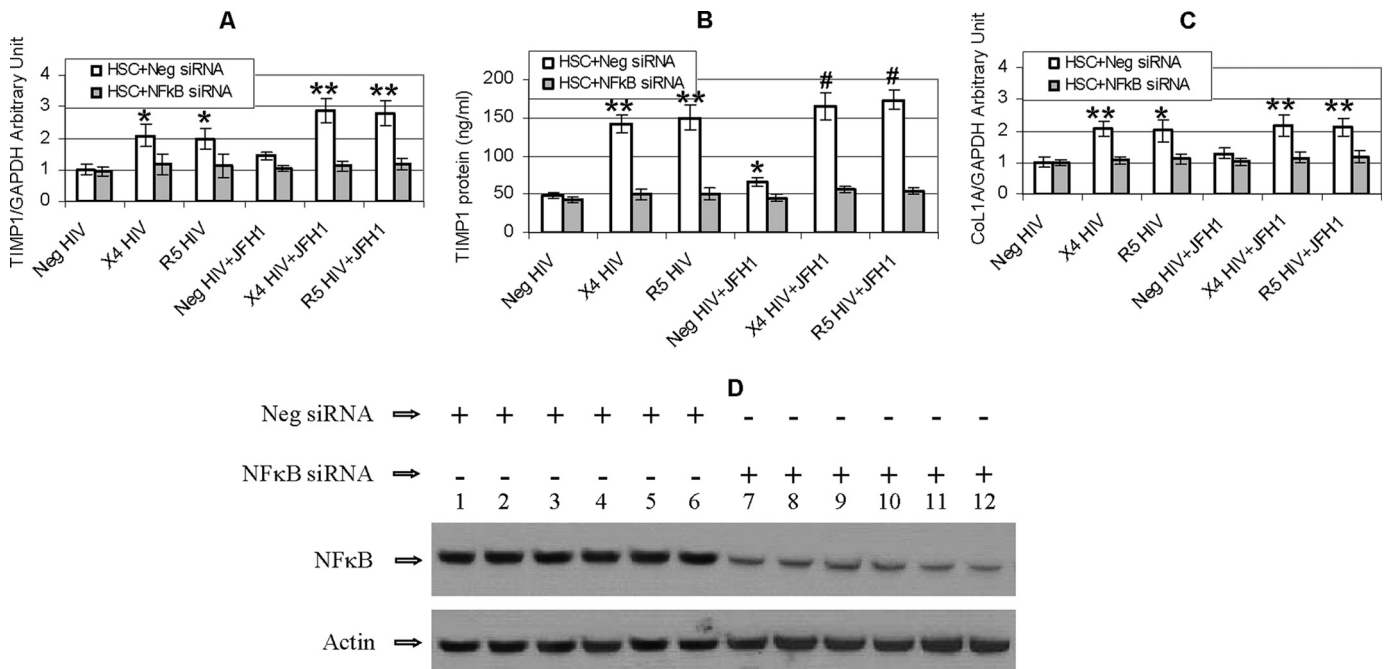 A
TIMP1/GAPDH Arbitrary Unit
HSC+Neg siRNA
HSC+NFkB siRNA
4
3
2
1
0
* * ** **
Neg HIV
X4 HIV
R5 HIV
Neg HIV+JFH1
X4 HIV+JFH1
R5 HIV+JFH1
B
TIMP1 protein (ng/ml)
HSC+Neg siRNA
HSC+NFkB siRNA
200
150
100
50
0
** ** * # #
Neg HIV
X4 HIV
R5 HIV
Neg HIV+JFH1
X4 HIV+JFH1
R5 HIV+JFH1
C
CoL1A/GAPDH Arbitrary Unit
HSC+Neg siRNA
HSC+NFkB siRNA
4
3
2
1
0
** * ** **
Neg HIV
X4 HIV
R5 HIV
Neg HIV+JFH1
X4 HIV+JFH1
R5 HIV+JFH1
D
Neg siRNA ⇨ + + + + + + - - - - - -
NFκB siRNA ⇨ - - - - - - + + + + + +
1 2 3 4 5 6 7 8 9 10 11 12
NFκB ⇨
Actin ⇨